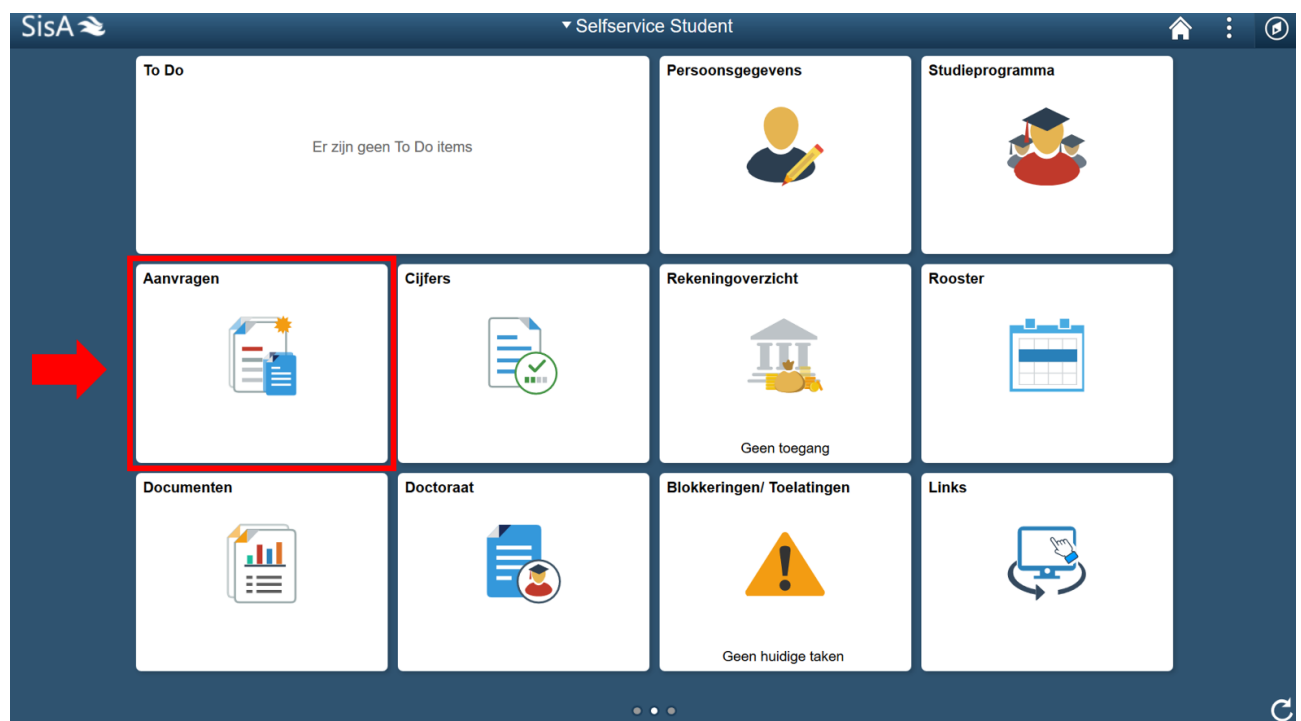 SisA
Selfservice Student
To Do
Er zijn geen To Do items
Persoonsgegevens
Studieprogramma
Aanvragen
Cijfers
Rekeningoverzicht
Geen toegang
Rooster
Documenten
Doctoraat
Blokkeringen/ Toelatingen
Geen huidige taken
Links